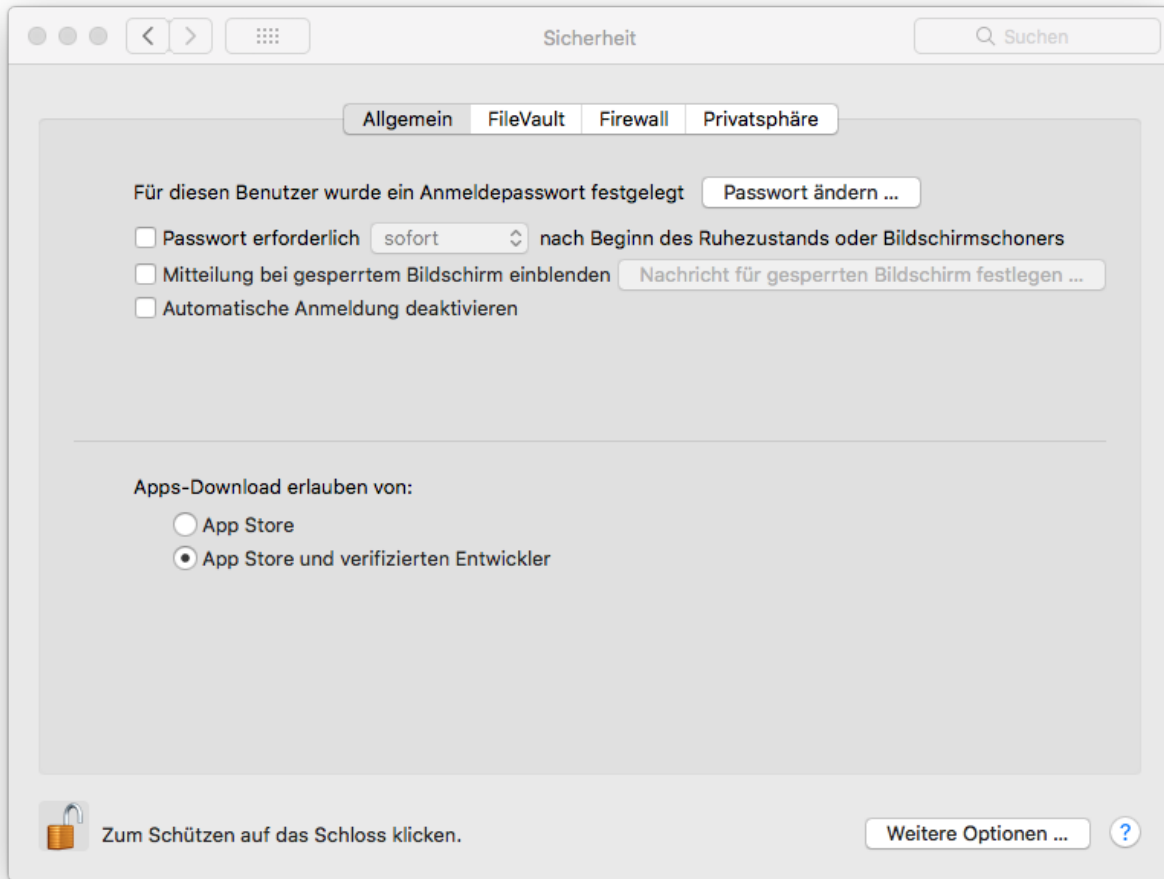 Sicherheit
Suchen
Allgemein FileVault Firewall Privatsphäre
Für diesen Benutzer wurde ein Anmeldepasswort festgelegt Passwort ändern ...
Passwort erforderlich sofort nach Beginn des Ruhezustands oder Bildschirmschoners
Mitteilung bei gesperrtem Bildschirm einblenden Nachricht für gesperrten Bildschirm festlegen ...
Automatische Anmeldung deaktivieren
Apps-Download erlauben von:
App Store
App Store und verifizierten Entwickler
Zum Schützen auf das Schloss klicken.
Weitere Optionen ... ?